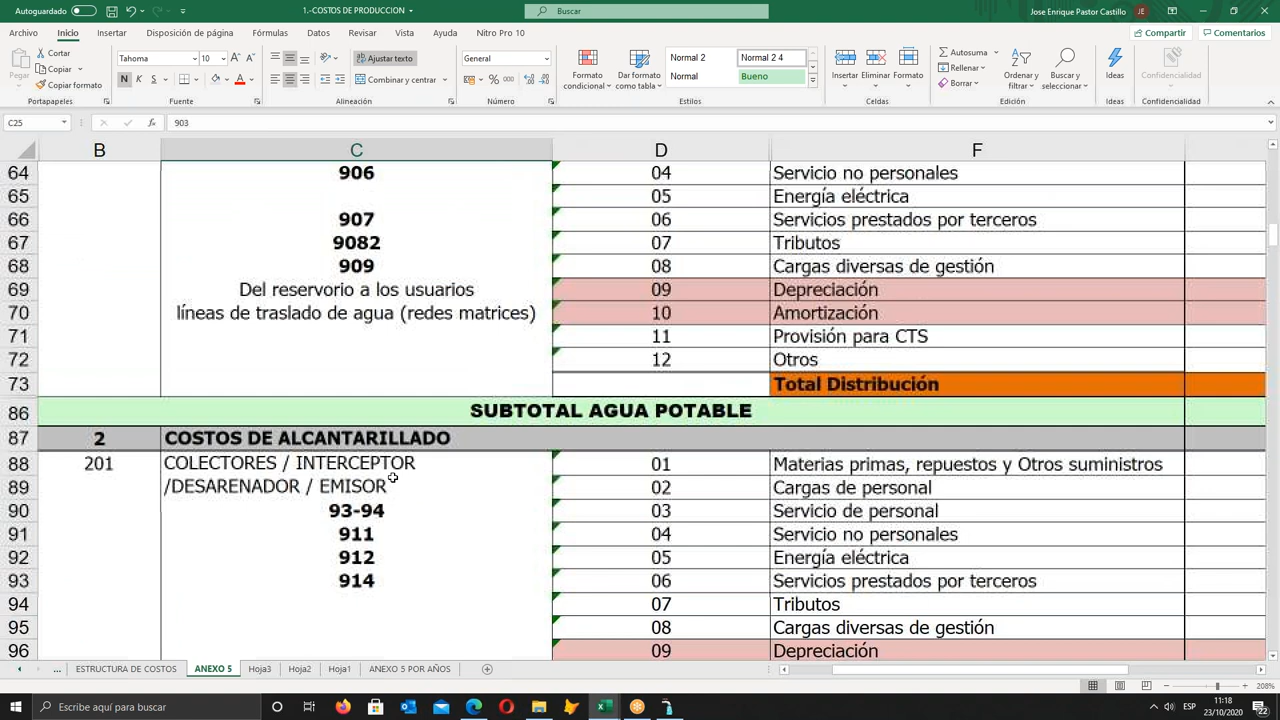 Autoguardado
1.-COSTOS DE PRODUCCION
Buscar
Jose Enrique Pastor Castillo
JE
Archivo Inicio Insertar Disposición de página Fórmulas Datos Revisar Vista Ayuda Nitro Pro 10
Compartir Comentarios
Pegar
Cortar
Copiar
Copiar formato
Portapapeles
Tahoma 10
N K S
Fuente
Ajustar texto
Combinar y centrar
Alineación
General
% 000
Número
Formato condicional
Dar formato como tabla
Normal 2
Normal 2 4
Normal
Bueno
Estilos
Insertar Eliminar Formato
Celdas
Autosuma
Rellenar
Borrar
Ordenar y filtrar
Buscar y seleccionar
Edición
Ideas
Ideas
Confidencialidad
Confidencialidad
C25 fx 903
B C D F
64 906 04 Servicio no personales
65 05 Energía eléctrica
66 907 06 Servicios prestados por terceros
67 9082 07 Tributos
68 909 08 Cargas diversas de gestión
69 Del reservorio a los usuarios 09 Depreciación
70 líneas de traslado de agua (redes matrices) 10 Amortización
71 11 Provisión para CTS
72 12 Otros
73 Total Distribución
86 SUBTOTAL AGUA POTABLE
87 2 COSTOS DE ALCANTARILLADO
88 201 COLECTORES / INTERCEPTOR 01 Materias primas, repuestos y Otros suministros
89 /DESARENADOR / EMISOR 02 Cargas de personal
90 93-94 03 Servicio de personal
91 911 04 Servicio no personales
92 912 05 Energía eléctrica
93 914 06 Servicios prestados por terceros
94 07 Tributos
95 08 Cargas diversas de gestión
96 09 Depreciación
... ESTRUCTURA DE COSTOS ANEXO 5 Hoja3 Hoja2 Hoja1 ANEXO 5 POR AÑOS
208%
Escribe aquí para buscar
ESP
11:18
23/10/2020
22